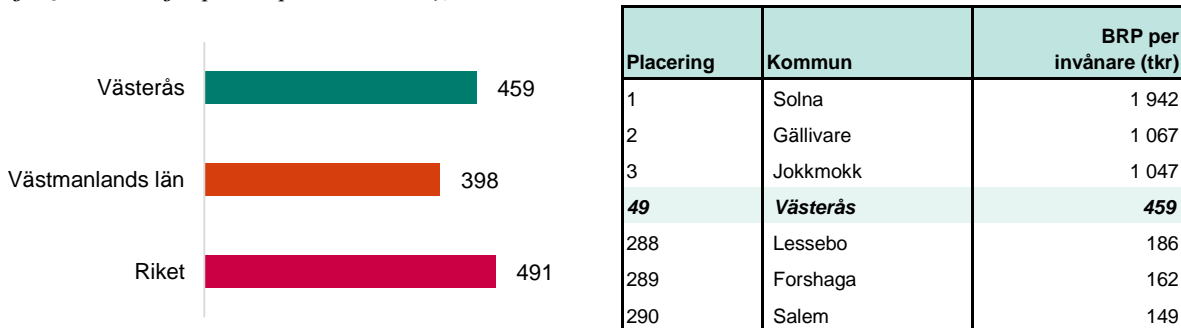 Västerås 459
Västmanlands län 398
Riket 491
Placering Kommun BRP per invånare (tkr)
1 Solna 1 942
2 Gällivare 1 067
3 Jokkmokk 1 047
49 Västerås 459
288 Lessebo 186
289 Forshaga 162
290 Salem 149